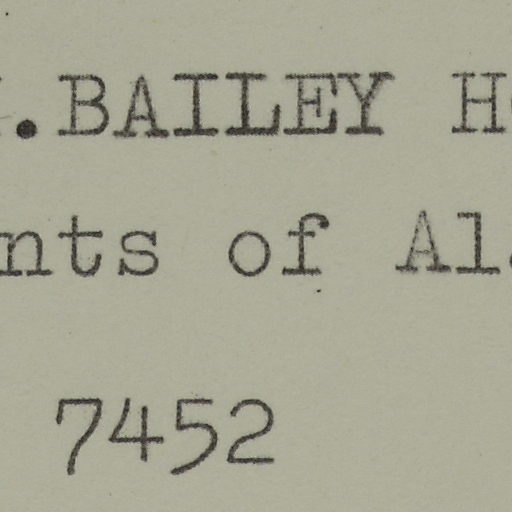 .BAILEY H
nts of Al
7452